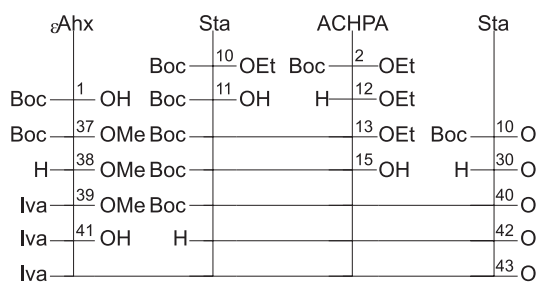 εAhx Sta ACHPA Sta
Boc 10 OEt Boc 2 OEt
Boc 1 OH Boc 11 OH H 12 OEt
Boc 37 OMe Boc 13 OEt Boc 10 O
H 38 OMe Boc 15 OH H 30 O
Iva 39 OMe Boc 40 O
Iva 41 OH H 42 O
Iva 43 O